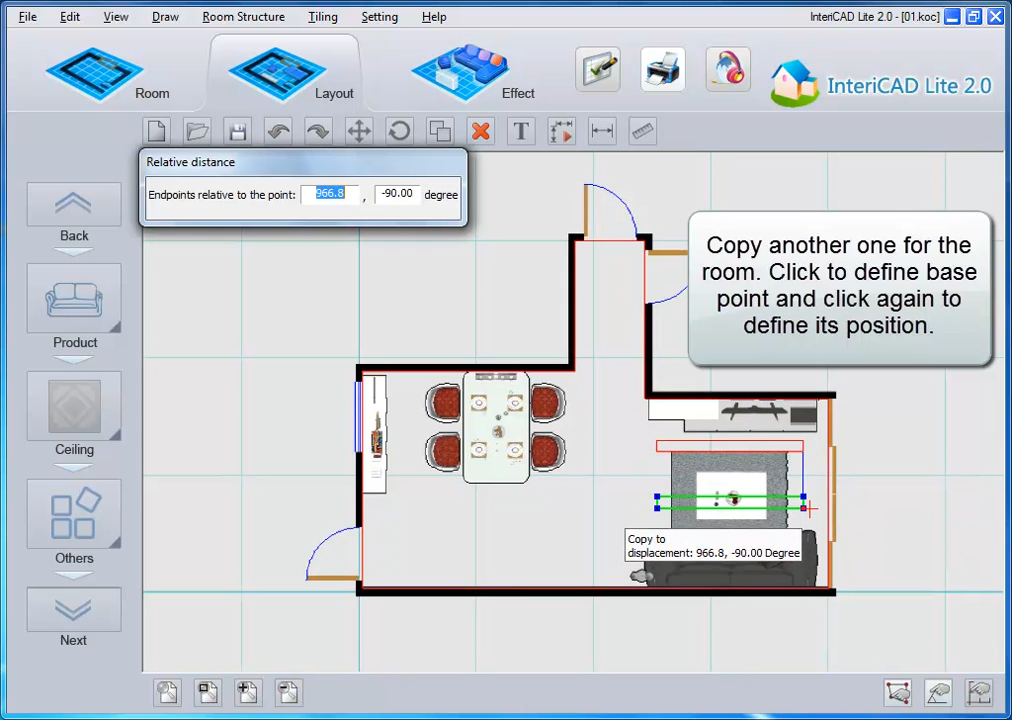 File Edit View Draw Room Structure Tiling Setting Help InteriCAD Lite 2.0 - [01.koc]
Room Layout Effect InteriCAD Lite 2.0
T
Relative distance
Endpoints relative to the point: 966.8 , -90.00 degree
Back
Product
Ceiling
Others
Next
Copy another one for the
room. Click to define base
point and click again to
define its position.
Copy to
displacement: 966.8, -90.00 Degree